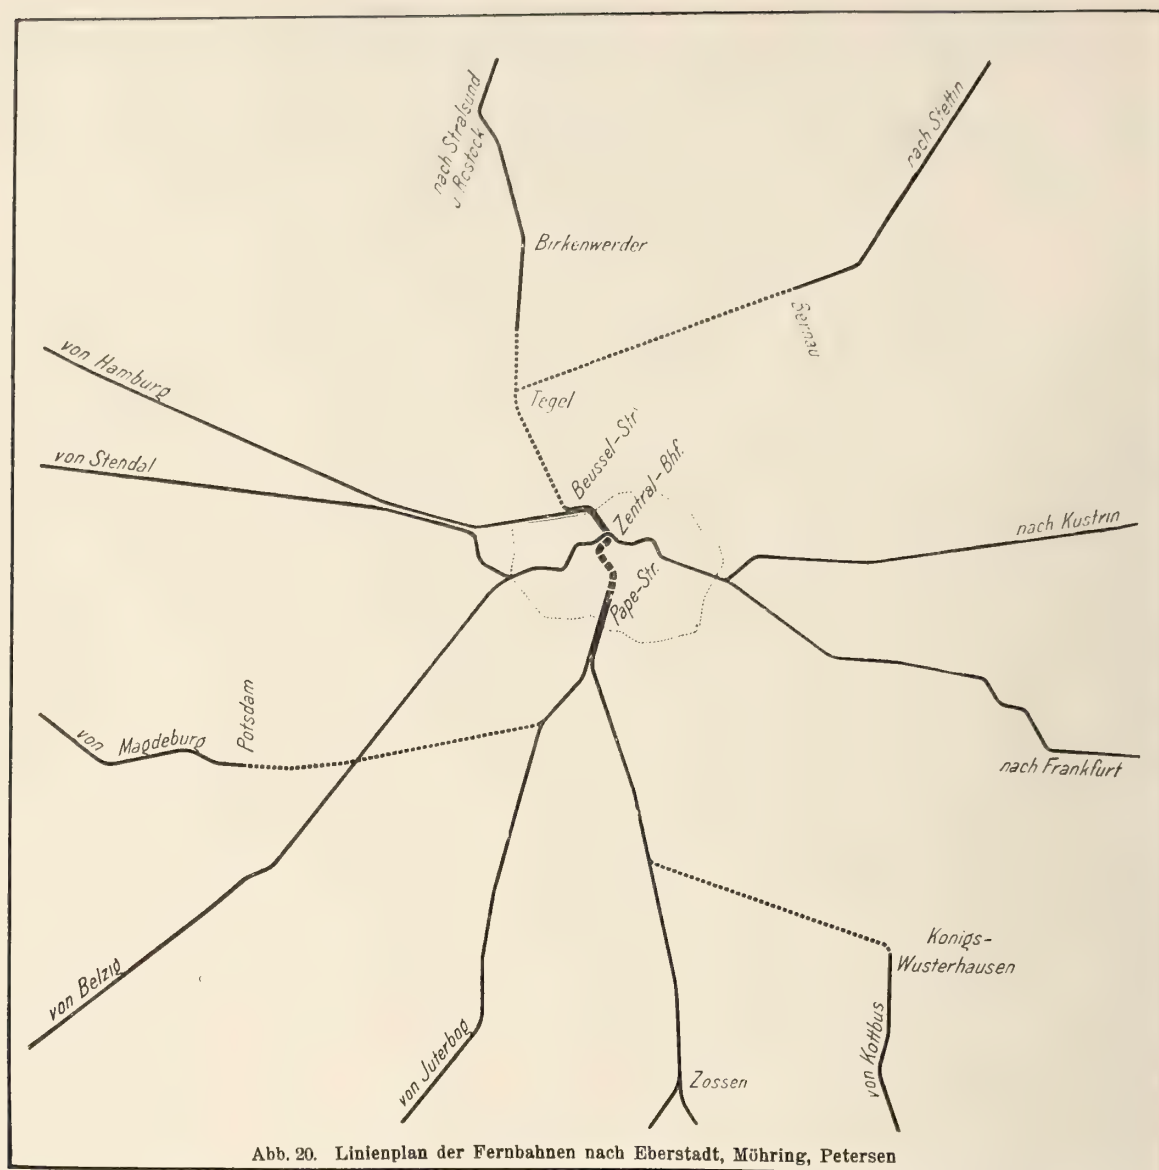 nach Stralsund
u Rostock
nach Stettin
Birkenwerder
Bernau
von Hamburg
Tegel
von Stendal
Beussel-Str.
Zentral-Bhf.
nach Kustrin
Pape-Str.
Potsdam
von Magdeburg
nach Frankfurt
Konigs-
Wusterhausen
von Belzig
von Juterbog
von Kottbus
Zossen
Abb. 20. Linienplan der Fernbahnen nach Eberstadt, Möhring, Petersen